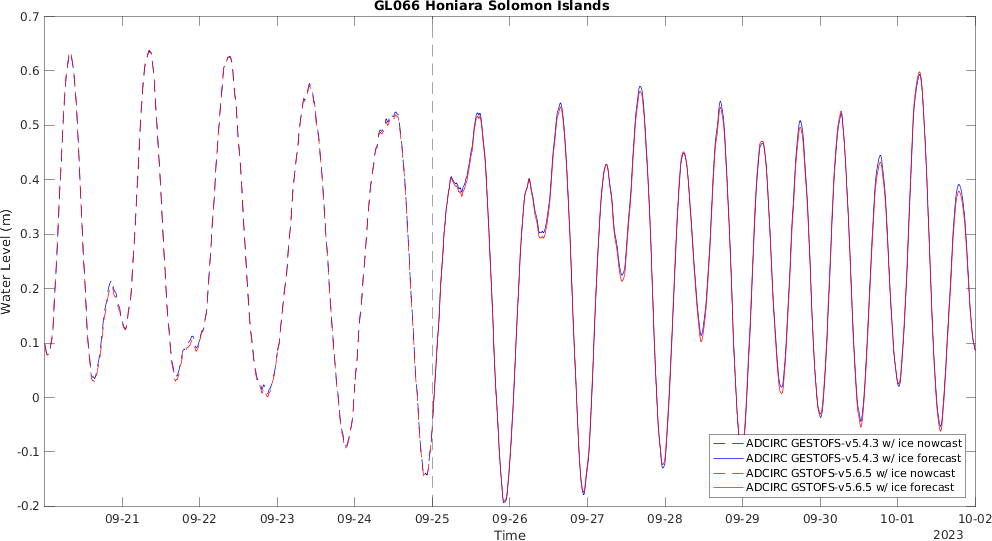 GL066 Honiara Solomon Islands
0.7
0.6
0.5
0.4
0.3
0.2
0.1
0
-0.1
-0.2
Water Level (m)
09-21 09-22 09-23 09-24 09-25 09-26 09-27 09-28 09-29 09-30 10-01 10-02
Time
2023
ADCIRC GESTOFS-v5.4.3 w/ ice nowcast
ADCIRC GESTOFS-v5.4.3 w/ ice forecast
ADCIRC GSTOFS-v5.6.5 w/ ice nowcast
ADCIRC GSTOFS-v5.6.5 w/ ice forecast